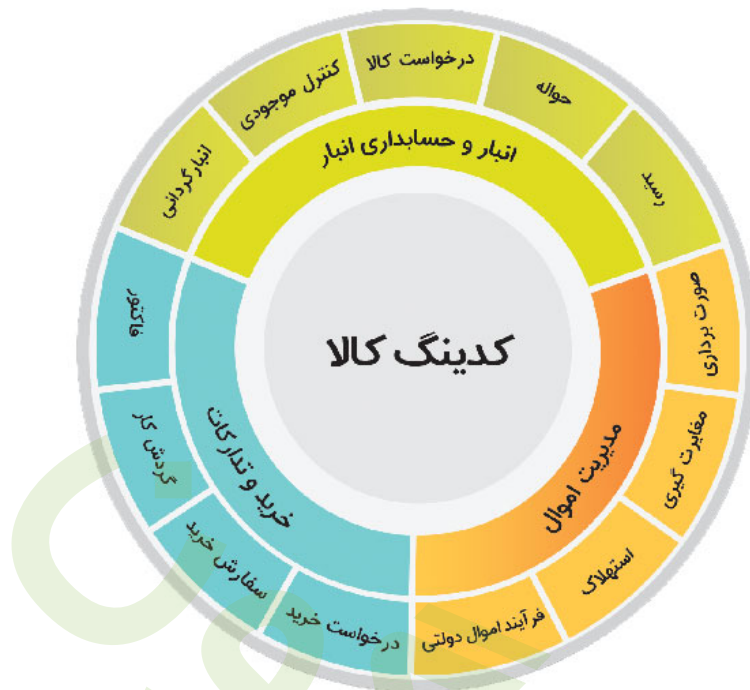 کدینگ کالا
انبار و حسابداری انبار
رسید
حواله
درخواست کالا
کنترل موجودی
انبارگردانی
خرید و تدارکات
فاکتور
گردش کار
سفارش خرید
درخواست خرید
مدیریت اموال
صورت برداری
مغایرت گیری
استهلاک
فرآیند اموال دولتی